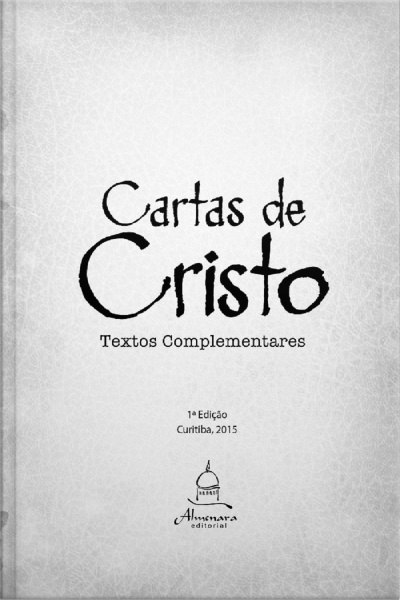 Cartas de
Cristo
Textos Complementares
1ª Edição
Curitiba, 2015
Almenara
editorial